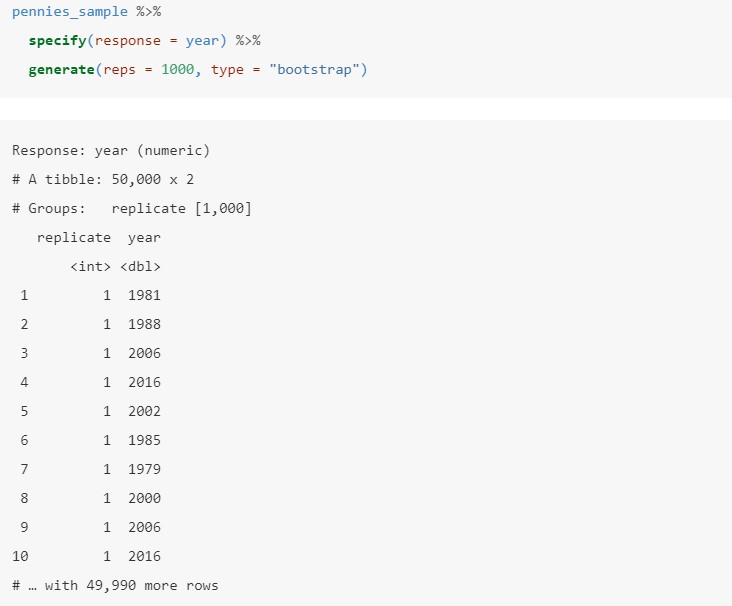 pennies_sample %>%
  specify(response = year) %>%
  generate(reps = 1000, type = "bootstrap")
Response: year (numeric)
# A tibble: 50,000 x 2
# Groups:   replicate [1,000]
   replicate  year
       <int> <dbl>
 1         1  1981
 2         1  1988
 3         1  2006
 4         1  2016
 5         1  2002
 6         1  1985
 7         1  1979
 8         1  2000
 9         1  2006
10         1  2016
# … with 49,990 more rows